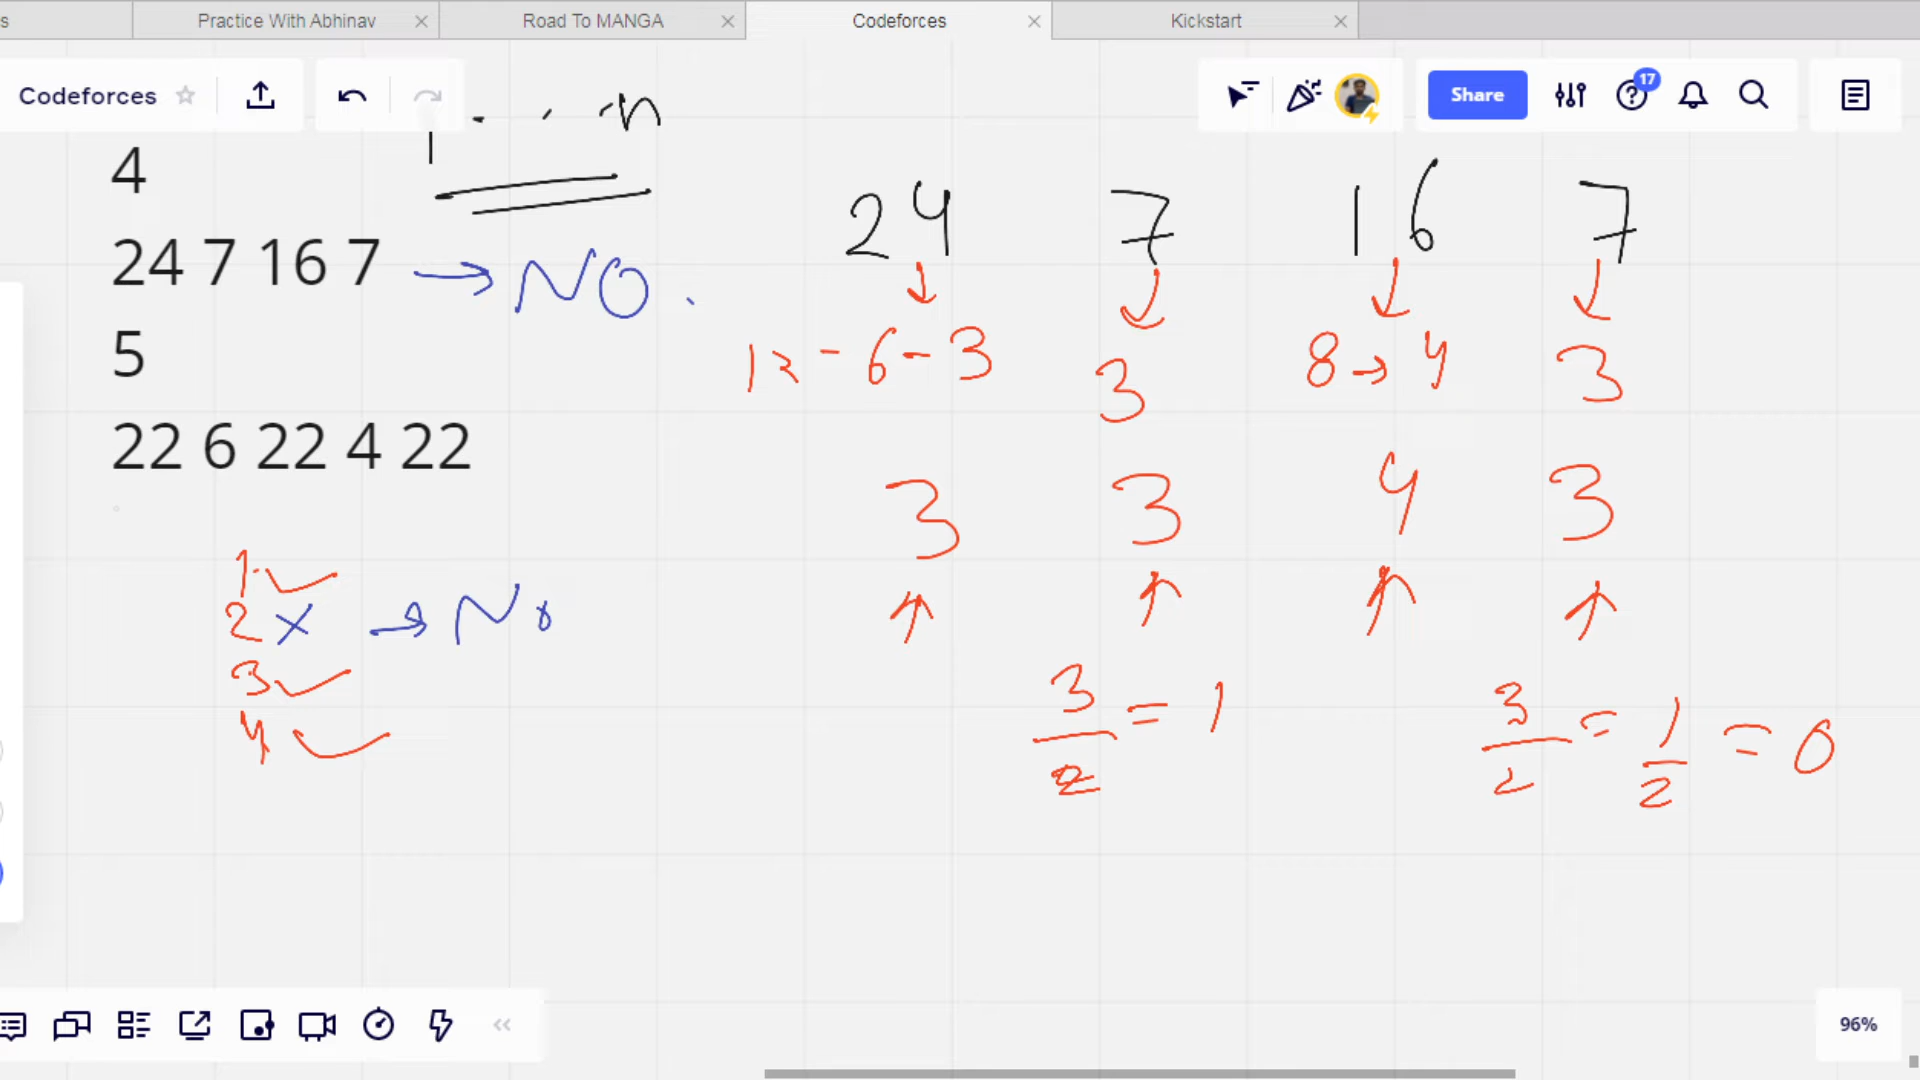 s Practice With Abhinav Road To MANGA Codeforces Kickstart
Codeforces
Share
17
n
4
24 7 16 7 → NO
5
22 6 22 4 22
24 7 16 7
12 - 6 - 3 3 8 → 4 3
3 3 4 3
1
2 × → No
3
4
3/2 = 1
3/2 = 1/2 = 0
96%